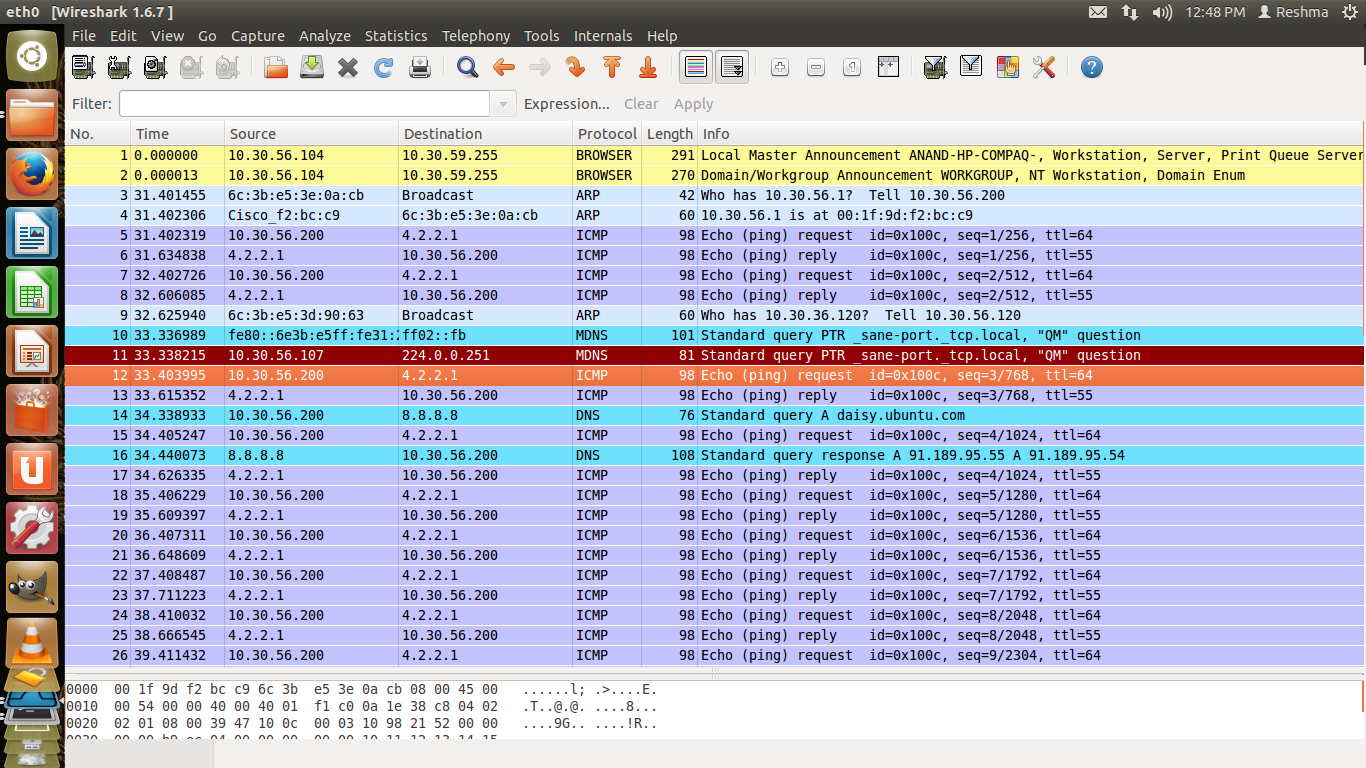 eth0 [Wireshark 1.6.7 ] 12:48 PM Reshma
File Edit View Go Capture Analyze Statistics Telephony Tools Internals Help
Filter: Expression... Clear Apply
No. Time Source Destination Protocol Length Info
1 0.000000 10.30.56.104 10.30.59.255 BROWSER 291 Local Master Announcement ANAND-HP-COMPAQ-, Workstation, Server, Print Queue Server
2 0.000013 10.30.56.104 10.30.59.255 BROWSER 270 Domain/Workgroup Announcement WORKGROUP, NT Workstation, Domain Enum
3 31.401455 6c:3b:e5:3e:0a:cb Broadcast ARP 42 Who has 10.30.56.1? Tell 10.30.56.200
4 31.402306 Cisco_f2:bc:c9 6c:3b:e5:3e:0a:cb ARP 60 10.30.56.1 is at 00:1f:9d:f2:bc:c9
5 31.402319 10.30.56.200 4.2.2.1 ICMP 98 Echo (ping) request id=0x100c, seq=1/256, ttl=64
6 31.634838 4.2.2.1 10.30.56.200 ICMP 98 Echo (ping) reply id=0x100c, seq=1/256, ttl=55
7 32.402726 10.30.56.200 4.2.2.1 ICMP 98 Echo (ping) request id=0x100c, seq=2/512, ttl=64
8 32.606085 4.2.2.1 10.30.56.200 ICMP 98 Echo (ping) reply id=0x100c, seq=2/512, ttl=55
9 32.625940 6c:3b:e5:3d:90:63 Broadcast ARP 60 Who has 10.30.36.120? Tell 10.30.56.120
10 33.336989 fe80::6e3b:e5ff:fe31: ff02::fb MDNS 101 Standard query PTR _sane-port._tcp.local, "QM" question
11 33.338215 10.30.56.107 224.0.0.251 MDNS 81 Standard query PTR _sane-port._tcp.local, "QM" question
12 33.403995 10.30.56.200 4.2.2.1 ICMP 98 Echo (ping) request id=0x100c, seq=3/768, ttl=64
13 33.615352 4.2.2.1 10.30.56.200 ICMP 98 Echo (ping) reply id=0x100c, seq=3/768, ttl=55
14 34.338933 10.30.56.200 8.8.8.8 DNS 76 Standard query A daisy.ubuntu.com
15 34.405247 10.30.56.200 4.2.2.1 ICMP 98 Echo (ping) request id=0x100c, seq=4/1024, ttl=64
16 34.440073 8.8.8.8 10.30.56.200 DNS 108 Standard query response A 91.189.95.55 A 91.189.95.54
17 34.626335 4.2.2.1 10.30.56.200 ICMP 98 Echo (ping) reply id=0x100c, seq=4/1024, ttl=55
18 35.406229 10.30.56.200 4.2.2.1 ICMP 98 Echo (ping) request id=0x100c, seq=5/1280, ttl=64
19 35.609397 4.2.2.1 10.30.56.200 ICMP 98 Echo (ping) reply id=0x100c, seq=5/1280, ttl=55
20 36.407311 10.30.56.200 4.2.2.1 ICMP 98 Echo (ping) request id=0x100c, seq=6/1536, ttl=64
21 36.648609 4.2.2.1 10.30.56.200 ICMP 98 Echo (ping) reply id=0x100c, seq=6/1536, ttl=55
22 37.408487 10.30.56.200 4.2.2.1 ICMP 98 Echo (ping) request id=0x100c, seq=7/1792, ttl=64
23 37.711223 4.2.2.1 10.30.56.200 ICMP 98 Echo (ping) reply id=0x100c, seq=7/1792, ttl=55
24 38.410032 10.30.56.200 4.2.2.1 ICMP 98 Echo (ping) request id=0x100c, seq=8/2048, ttl=64
25 38.666545 4.2.2.1 10.30.56.200 ICMP 98 Echo (ping) reply id=0x100c, seq=8/2048, ttl=55
26 39.411432 10.30.56.200 4.2.2.1 ICMP 98 Echo (ping) request id=0x100c, seq=9/2304, ttl=64
0000 00 1f 9d f2 bc c9 6c 3b e5 3e 0a cb 08 00 45 00 ......l; .>....E.
0010 00 54 00 00 40 00 40 01 f1 c0 0a 1e 38 c8 04 02 .T..@.@. ....8...
0020 02 01 08 00 39 47 10 0c 00 03 10 98 21 52 00 00 ....9G.. ....!R..